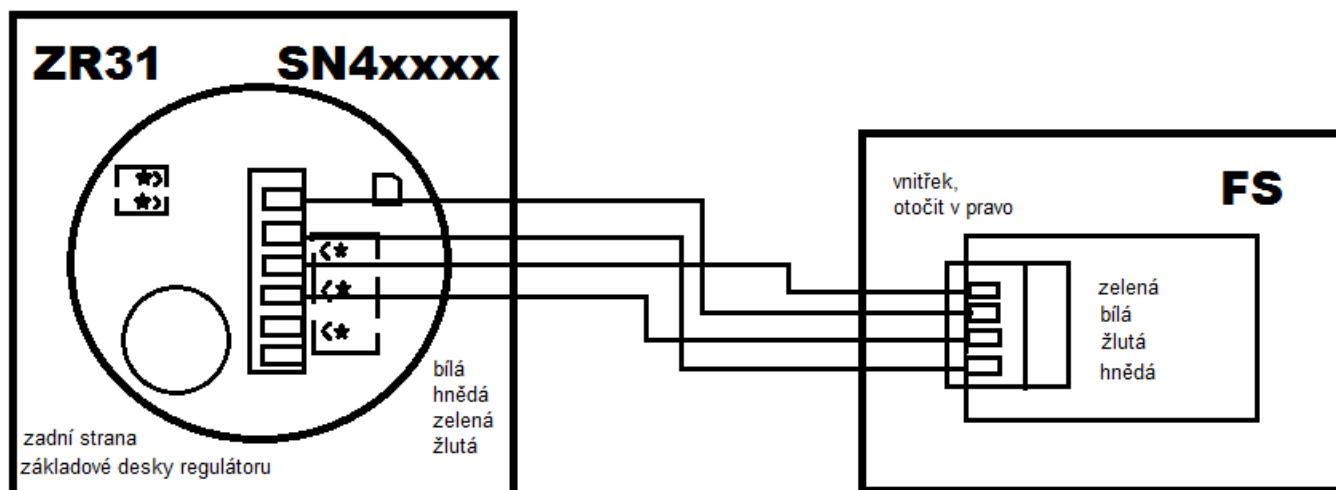 ZR31 SN4xxxx
bílá
hnědá
zelená
žlutá
zadní strana
základové desky regulátoru
vnitřek,
otočit v pravo
FS
zelená
bílá
žlutá
hnědá